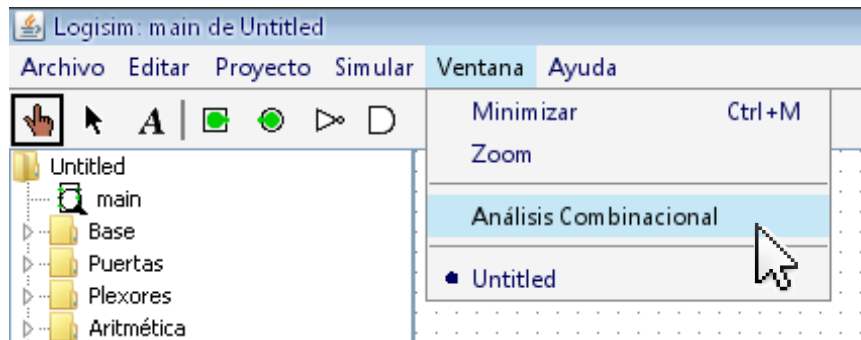 Logisim: main de Untitled
Archivo Editar Proyecto Simular Ventana Ayuda
A
Minimizar Ctrl+M
Zoom
Análisis Combinacional
Untitled
Untitled
main
Base
Puertas
Plexores
Aritmética